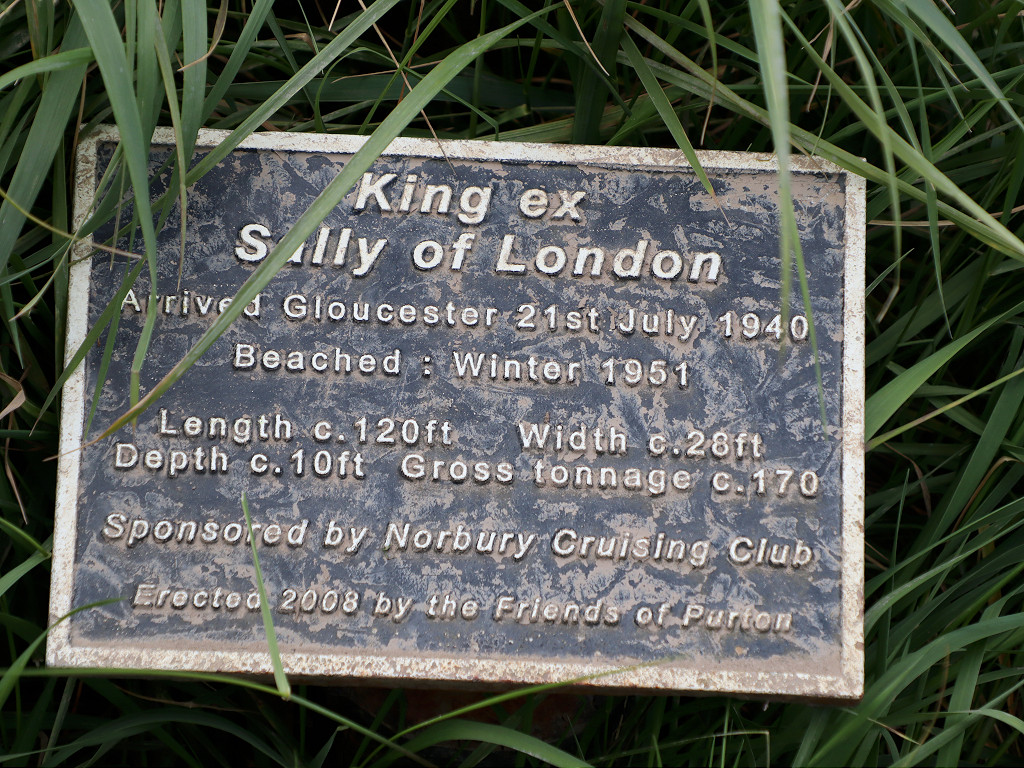 King ex
Sally of London
Arrived Gloucester 21st July 1940
Beached : Winter 1951
Length c.120ft Width c.28ft
Depth c.10ft Gross tonnage c.170
Sponsored by Norbury Cruising Club
Erected 2008 by the Friends of Purton